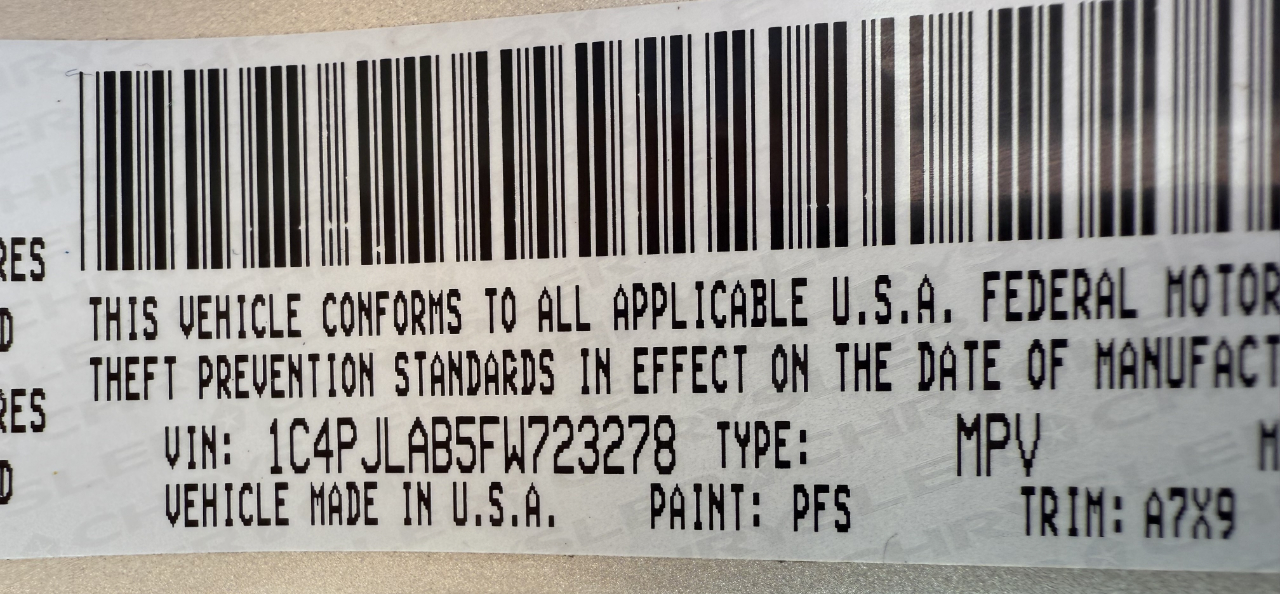 RES
THIS VEHICLE CONFORMS TO ALL APPLICABLE U.S.A. FEDERAL MOTOR
D
THEFT PREVENTION STANDARDS IN EFFECT ON THE DATE OF MANUFACT
RES
VIN: 1C4PJLAB5FW723278 TYPE: MPV
D
VEHICLE MADE IN U.S.A. PAINT: PFS TRIM: A7X9